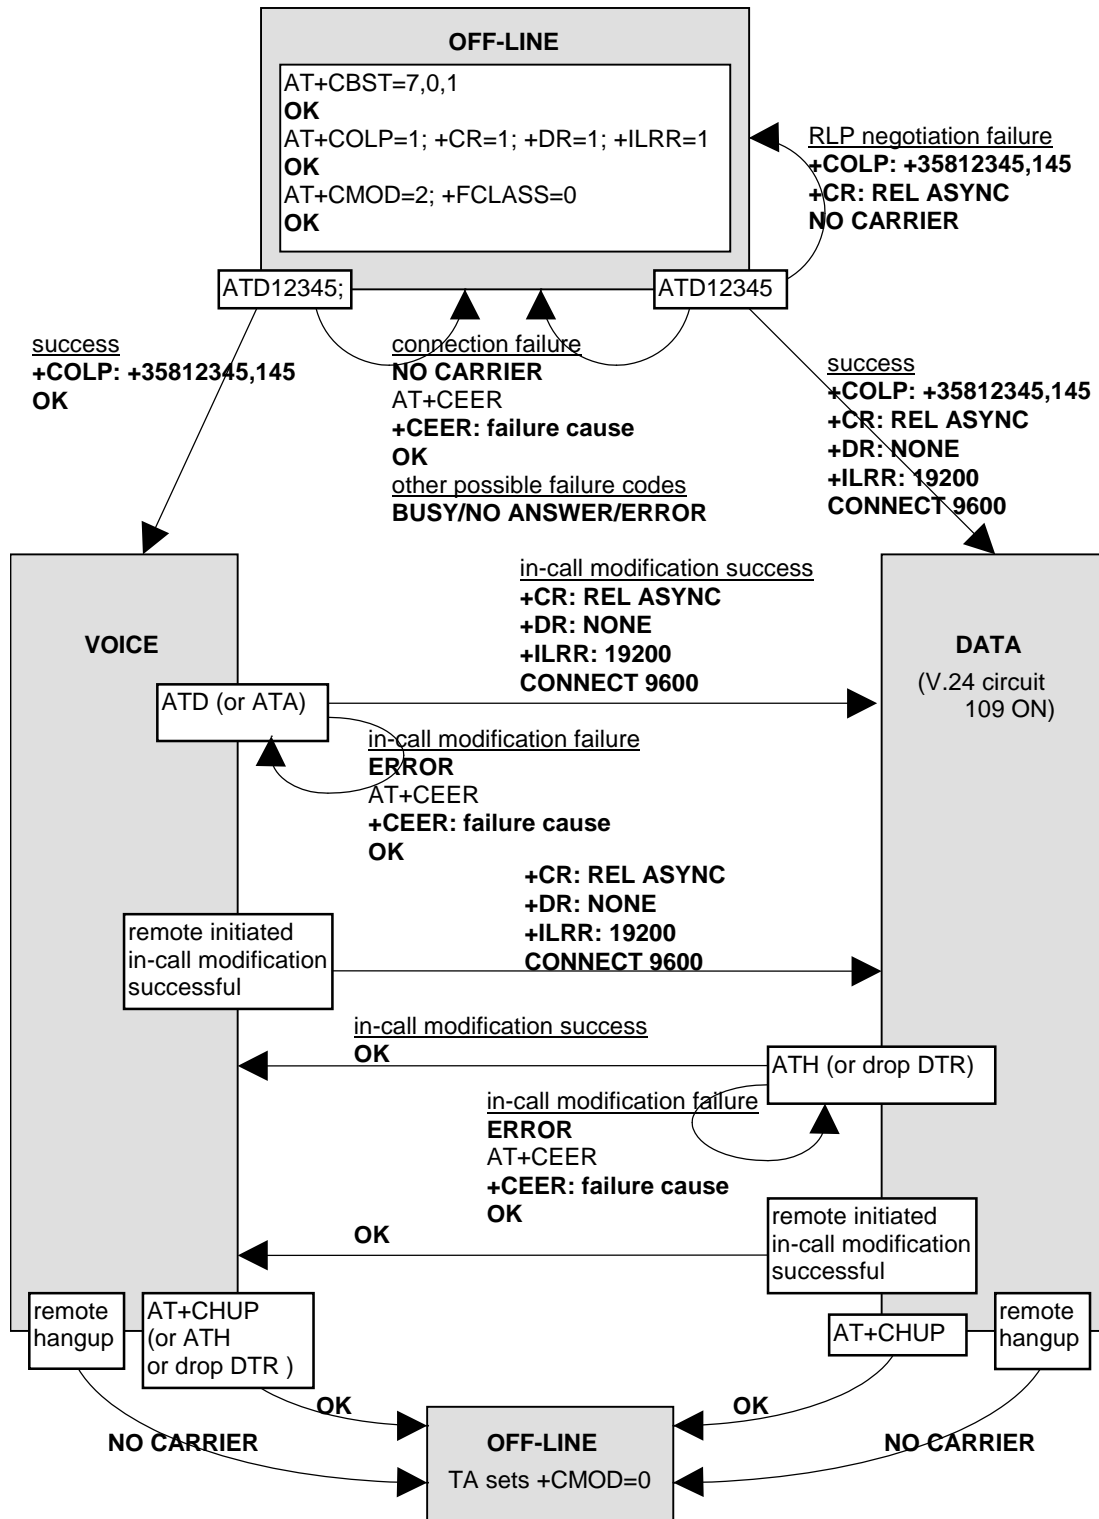 OFF-LINE
AT+CBST=7,0,1
OK
AT+COLP=1; +CR=1; +DR=1; +ILRR=1
OK
AT+CMOD=2; +FCLASS=0
OK
RLP negotiation failure
+COLP: +35812345,145
+CR: REL ASYNC
NO CARRIER
ATD12345;
ATD12345
success
+COLP: +35812345,145
OK
connection failure
NO CARRIER
AT+CEER
+CEER: failure cause
OK
other possible failure codes
BUSY/NO ANSWER/ERROR
success
+COLP: +35812345,145
+CR: REL ASYNC
+DR: NONE
+ILRR: 19200
CONNECT 9600
VOICE
in-call modification success
+CR: REL ASYNC
+DR: NONE
+ILRR: 19200
CONNECT 9600
DATA
(V.24 circuit
109 ON)
ATD (or ATA)
in-call modification failure
ERROR
AT+CEER
+CEER: failure cause
OK
+CR: REL ASYNC
+DR: NONE
+ILRR: 19200
CONNECT 9600
remote initiated
in-call modification
successful
in-call modification success
OK
ATH (or drop DTR)
in-call modification failure
ERROR
AT+CEER
+CEER: failure cause
OK
remote initiated
in-call modification
successful
OK
remote
hangup
AT+CHUP
(or ATH
or drop DTR )
AT+CHUP
remote
hangup
OK
NO CARRIER
OK
NO CARRIER
OFF-LINE
TA sets +CMOD=0